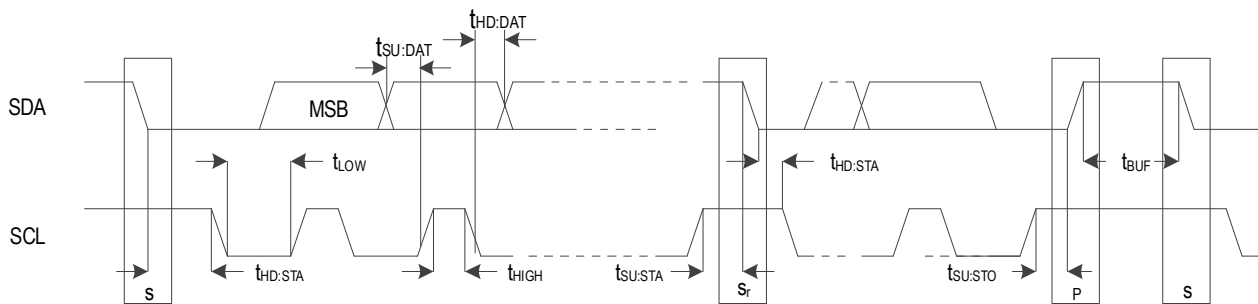 tHD:DAT
tSU:DAT
SDA
MSB
tLOW
tHD:STA
tBUF
SCL
tHD:STA
tHIGH
tSU:STA
tSU:STO
S
Sr
P
S